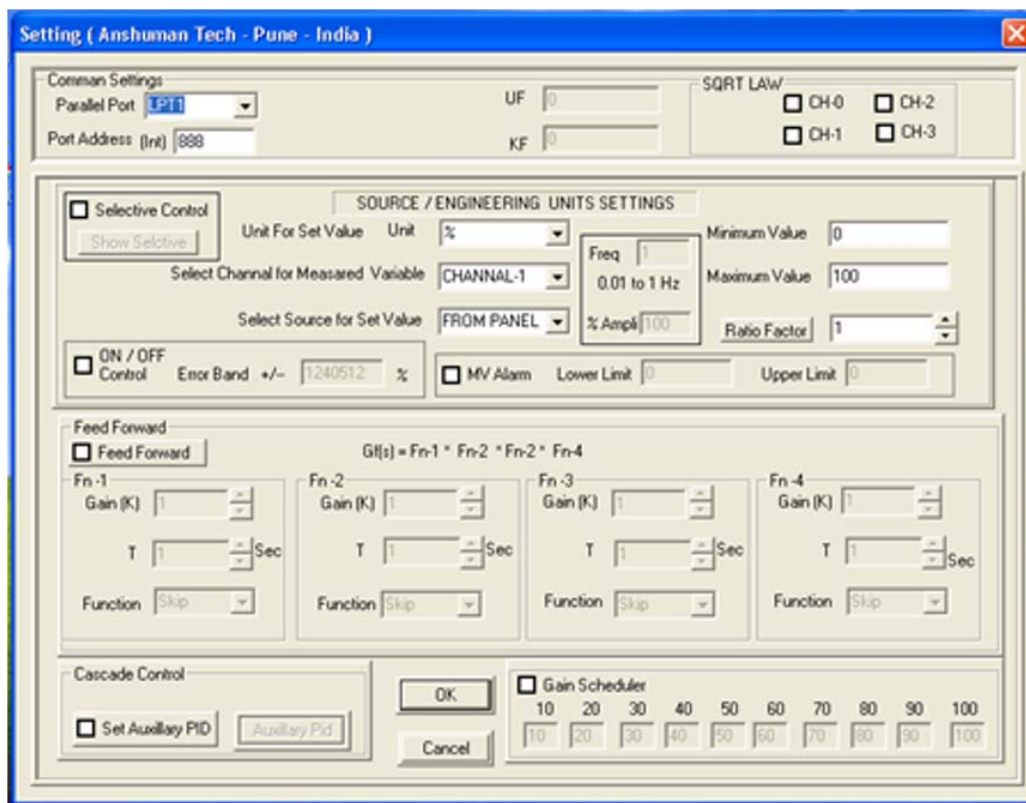 Setting ( Anshuman Tech - Pune - India )
Comman Settings
Parallel Port LPT1
UF 0
SQRT LAW
CH-0 CH-2
Port Address (Int) 888
KF 0
CH-1 CH-3
Selective Control
SOURCE / ENGINEERING UNITS SETTINGS
Show Selctive
Unit For Set Value Unit %
Freq 1
Minimum Value 0
Select Channal for Measared Variable CHANNAL-1
0.01 to 1 Hz
Maximum Value 100
Select Source for Set Value FROM PANEL
% Ampli 100
Ratio Factor 1
ON / OFF
Control Error Band +/- 1240512 %
MV Alarm Lower Limit 0 Upper Limit 0
Feed Forward
Feed Forward
Gf(s) = Fn-1 * Fn-2 * Fn-2 * Fn-4
Fn -1 Fn -2 Fn -3 Fn -4
Gain (K) 1 Gain (K) 1 Gain (K) 1 Gain (K) 1
T 1 Sec T 1 Sec T 1 Sec T 1 Sec
Function Skip Function Skip Function Skip Function Skip
Cascade Control
Set Auxillary PID Auxillary Pid
OK
Cancel
Gain Scheduler
10 20 30 40 50 60 70 80 90 100
10 20 30 40 50 60 70 80 90 100